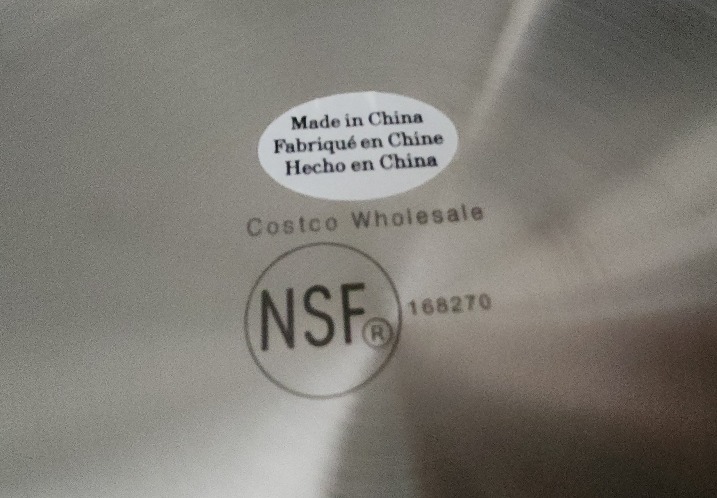 Made in China
Fabriqué en Chine
Hecho en China
Costco Wholesale
NSF® 168270